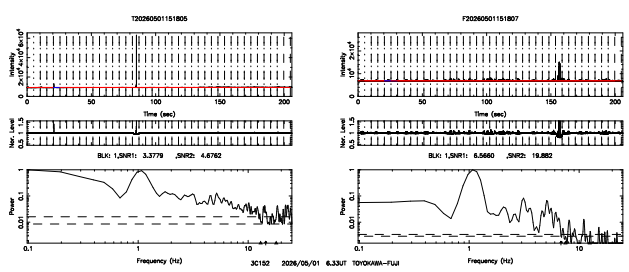 T20260501151805
F20260501151807
Intensity
0 2×10⁴ 4×10⁴ 6×10⁴
0 50 100 150 200
Time (sec)
Intensity
0 2×10⁴ 4×10⁴
0 50 100 150 200
Time (sec)
Nor. Level
0.5 1 1.5
Nor. Level
0.5 1 1.5
BLK: 1,SNR1: 3.3779 ,SNR2: 4.6762
BLK: 1,SNR1: 6.5660 ,SNR2: 19.882
Power
1
0.1
0.01
0.1 1 10
Frequency (Hz)
Power
1
0.1
0.01
0.1 1 10
Frequency (Hz)
3C152 2026/05/01 6.33UT TOYOKAWA-FUJI